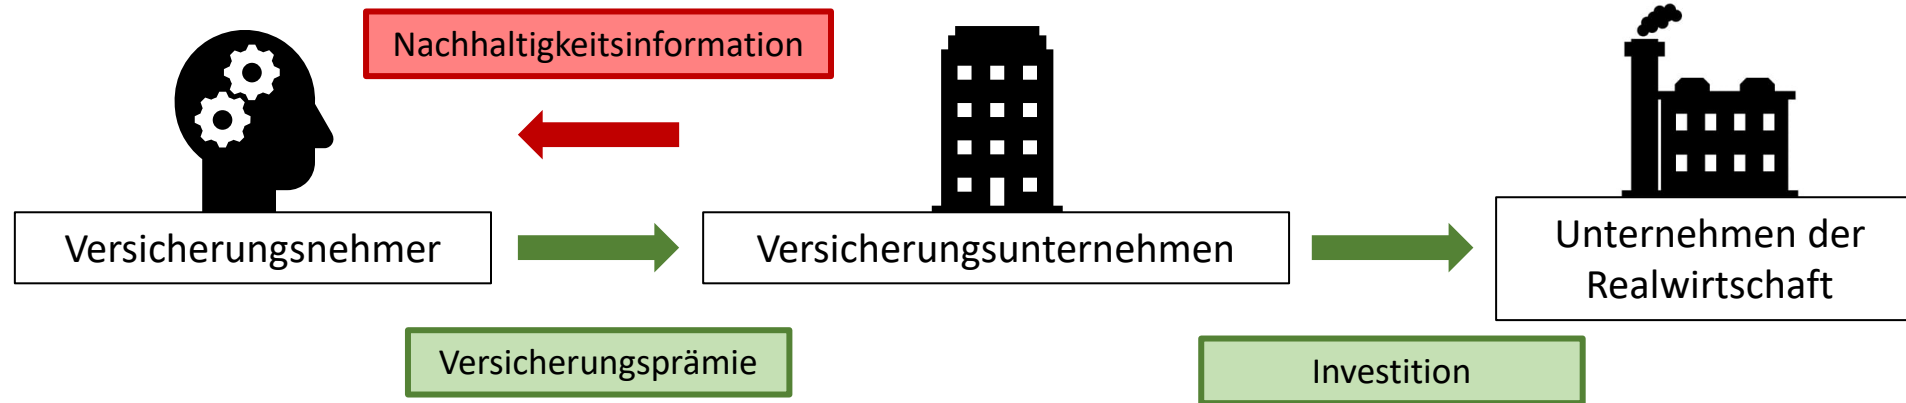 Nachhaltigkeitsinformation
Versicherungsnehmer
Versicherungsunternehmen
Unternehmen der
Realwirtschaft
Versicherungsprämie
Investition